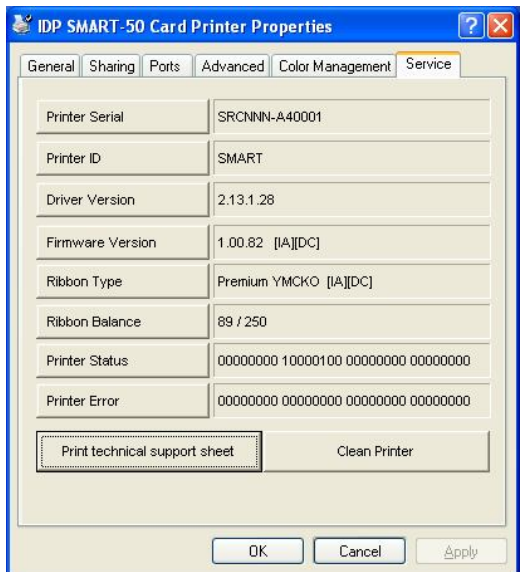 IDP SMART-50 Card Printer Properties
General Sharing Ports Advanced Color Management Service
Printer Serial SRCNNN-A40001
Printer ID SMART
Driver Version 2.13.1.28
Firmware Version 1.00.82 [IA][DC]
Ribbon Type Premium YMCKO [IA][DC]
Ribbon Balance 89 / 250
Printer Status 00000000 10000100 00000000 00000000
Printer Error 00000000 00000000 00000000 00000000
Print technical support sheet Clean Printer
OK Cancel Apply